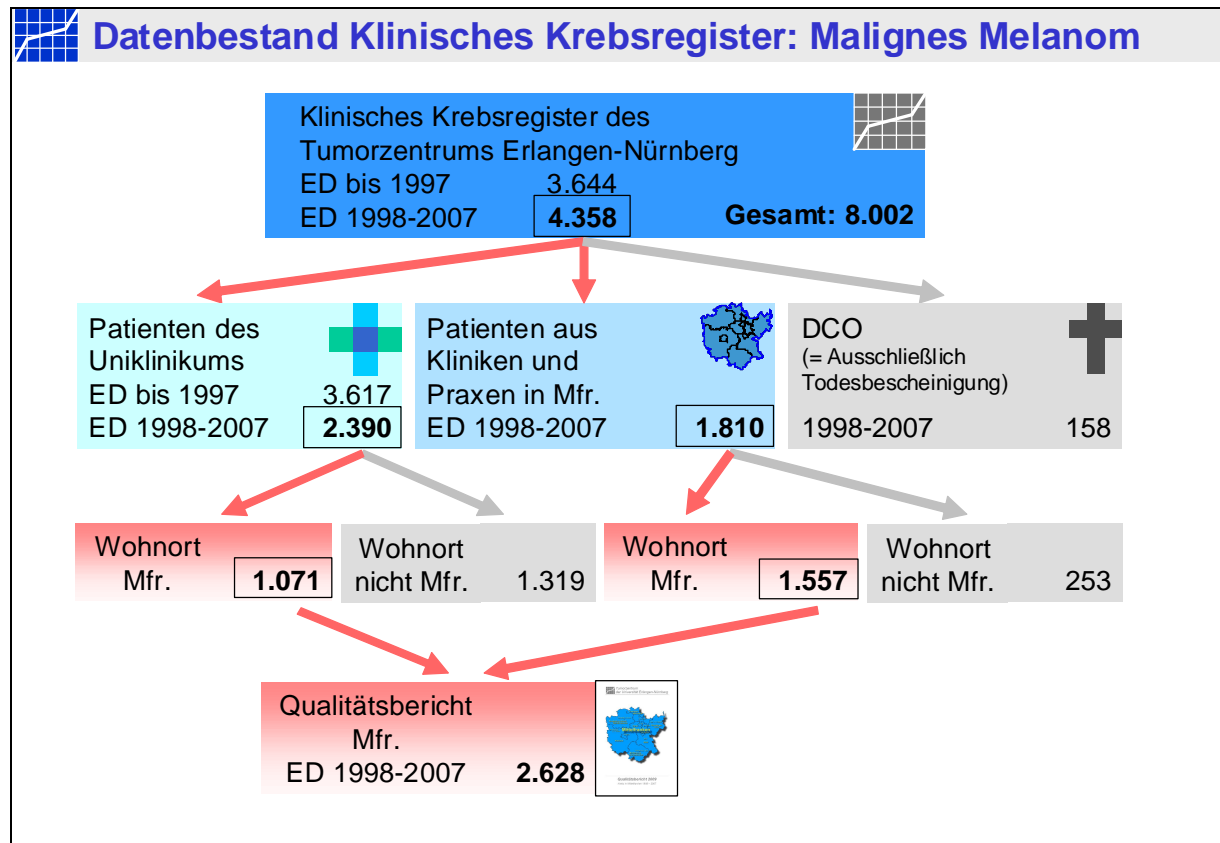 Datenbestand Klinisches Krebsregister: Malignes Melanom
Klinisches Krebsregister des
Tumorzentrums Erlangen-Nürnberg
ED bis 1997 3.644
ED 1998-2007 4.358 Gesamt: 8.002
Patienten des
Uniklinikums
ED bis 1997 3.617
ED 1998-2007 2.390
Patienten aus
Kliniken und
Praxen in Mfr.
ED 1998-2007 1.810
DCO
(= Ausschließlich
Todesbescheinigung)
1998-2007 158
Wohnort
Mfr. 1.071
Wohnort
nicht Mfr. 1.319
Wohnort
Mfr. 1.557
Wohnort
nicht Mfr. 253
Qualitätsbericht
Mfr.
ED 1998-2007 2.628